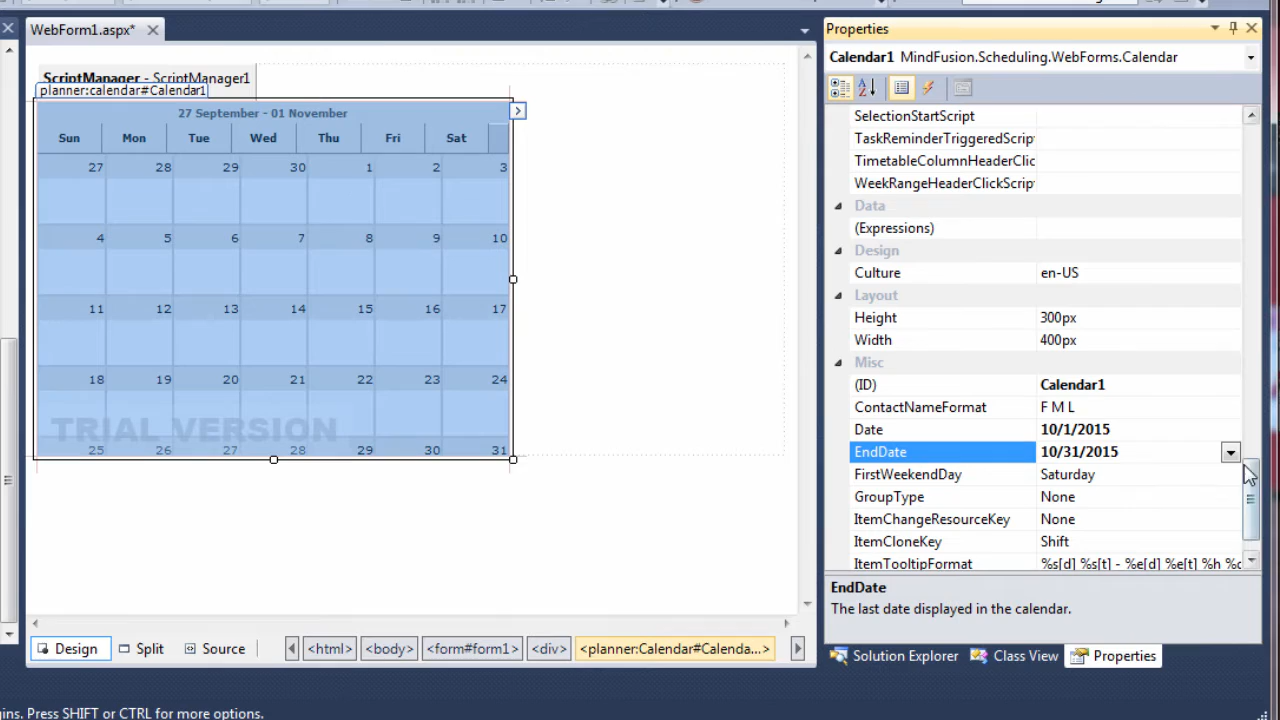 WebForm1.aspx*
ScriptManager - ScriptManager1
planner:calendar#Calendar1
27 September - 01 November
Sun Mon Tue Wed Thu Fri Sat
27 28 29 30 1 2 3
4 5 6 7 8 9 10
11 12 13 14 15 16 17
18 19 20 21 22 23 24
TRIAL VERSION
25 26 27 28 29 30 31
Design Split Source <html> <body> <form#form1> <div> <planner:Calendar#Calenda...>
gins. Press SHIFT or CTRL for more options.
Properties
Calendar1 MindFusion.Scheduling.WebForms.Calendar
SelectionStartScript
TaskReminderTriggeredScrip
TimetableColumnHeaderClic
WeekRangeHeaderClickScrip
Data
(Expressions)
Design
Culture en-US
Layout
Height 300px
Width 400px
Misc
(ID) Calendar1
ContactNameFormat F M L
Date 10/1/2015
EndDate 10/31/2015
FirstWeekendDay Saturday
GroupType None
ItemChangeResourceKey None
ItemCloneKey Shift
ItemTooltipFormat %s[d] %s[t] - %e[d] %e[t] %h
EndDate
The last date displayed in the calendar.
Solution Explorer Class View Properties